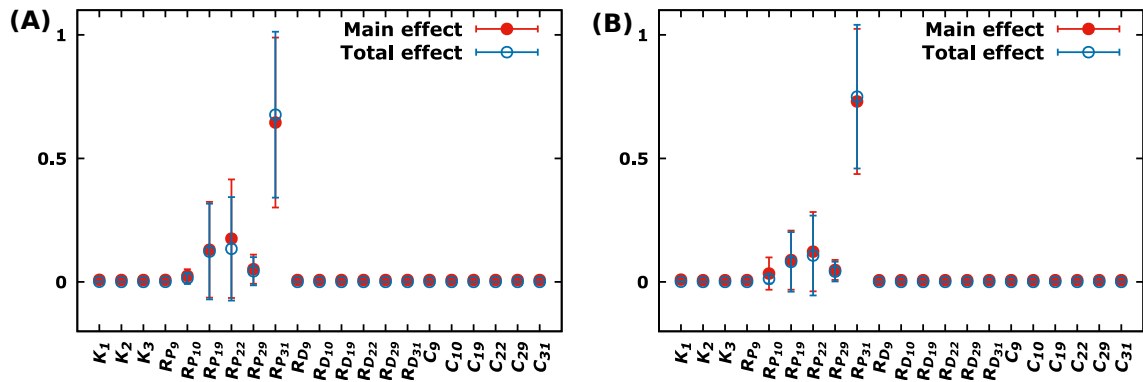 (A)
Main effect
Total effect
1
0.5
0
K1 K2 K3 RP9 RP10 RP19 RP22 RP29 RP31 RD9 RD10 RD19 RD22 RD29 RD31 C9 C10 C19 C22 C29 C31
(B)
Main effect
Total effect
1
0.5
0
K1 K2 K3 RP9 RP10 RP19 RP22 RP29 RP31 RD9 RD10 RD19 RD22 RD29 RD31 C9 C10 C19 C22 C29 C31